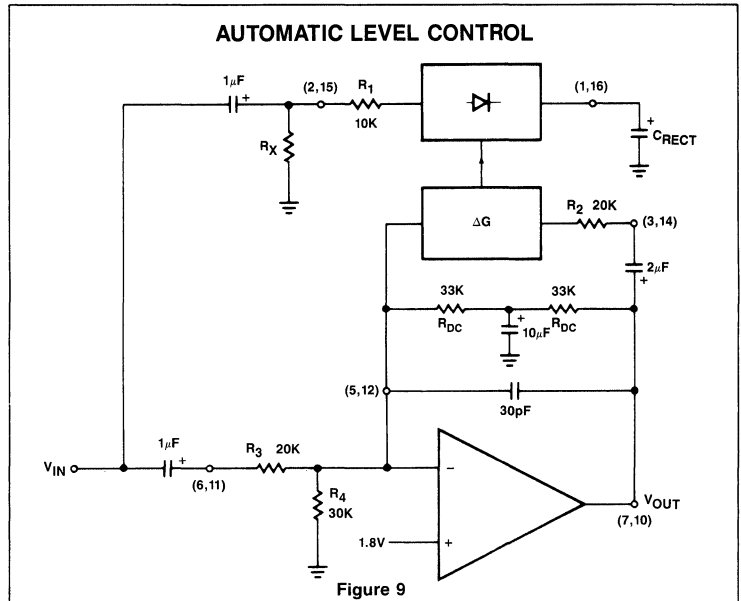 AUTOMATIC LEVEL CONTROL
1μF
+
(2,15)
R1
10K
(1,16)
+
CRECT
RX
ΔG
R2 20K
(3,14)
2μF
+
33K
RDC
33K
RDC
+
10μF
(5,12)
30pF
VIN
1μF
+
(6,11)
R3 20K
R4
30K
−
1.8V
+
VOUT
(7,10)
Figure 9